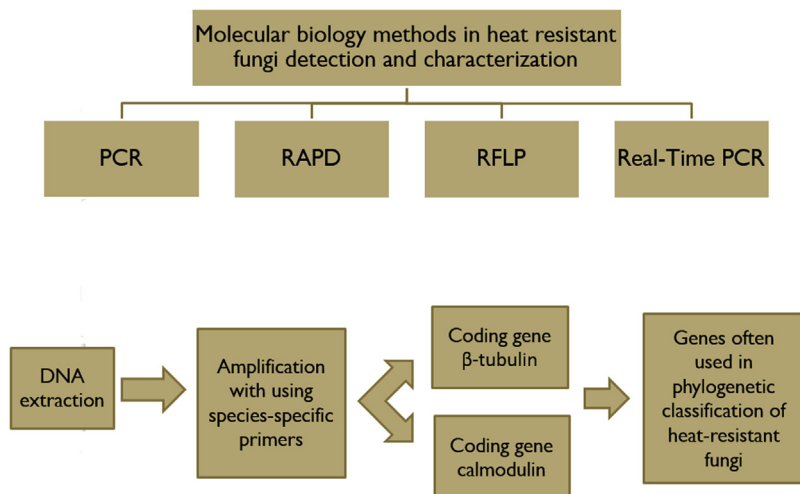 Molecular biology methods in heat resistant
fungi detection and characterization
PCR
RAPD
RFLP
Real-Time PCR
DNA
extraction
Amplification
with using
species-specific
primers
Coding gene
β-tubulin
Coding gene
calmodulin
Genes often
used in
phylogenetic
classification of
heat-resistant
fungi